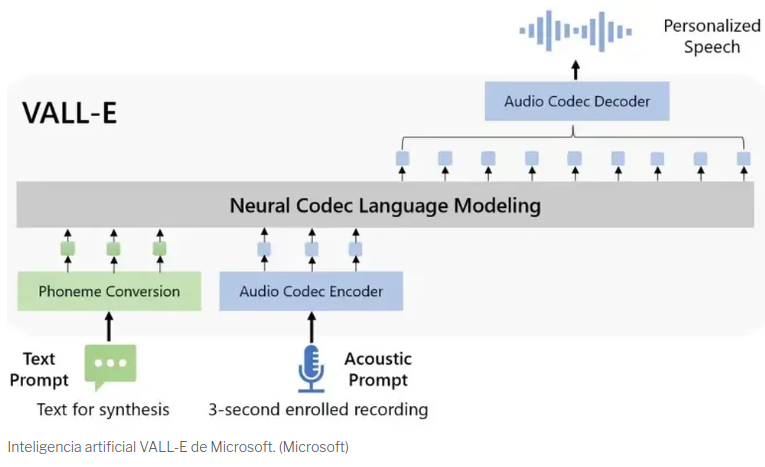 Personalized
Speech
Audio Codec Decoder
VALL-E
Neural Codec Language Modeling
Phoneme Conversion
Audio Codec Encoder
Text
Prompt
Acoustic
Prompt
Text for synthesis
3-second enrolled recording
Inteligencia artificial VALL-E de Microsoft. (Microsoft)